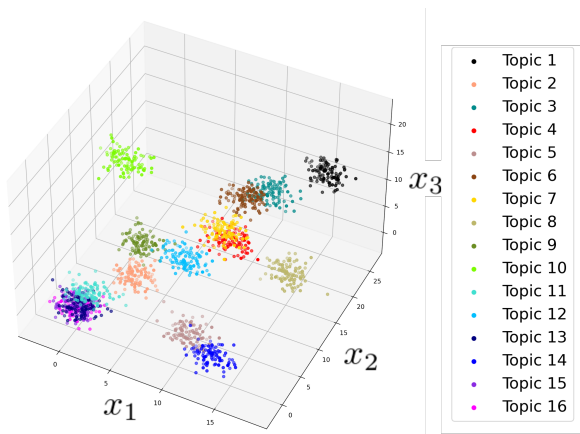 20
15
10
5
0
x3
25
20
15
10
5
0
x2
0
5
10
15
x1
Topic 1
Topic 2
Topic 3
Topic 4
Topic 5
Topic 6
Topic 7
Topic 8
Topic 9
Topic 10
Topic 11
Topic 12
Topic 13
Topic 14
Topic 15
Topic 16